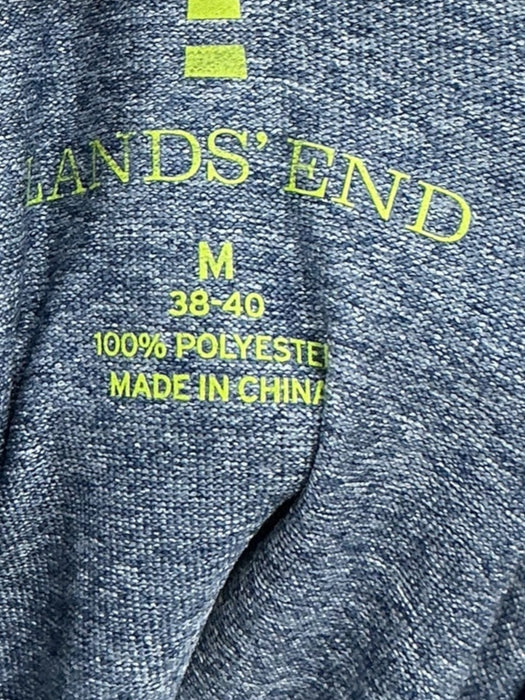 LANDS' END
M
38-40
100% POLYESTER
MADE IN CHINA